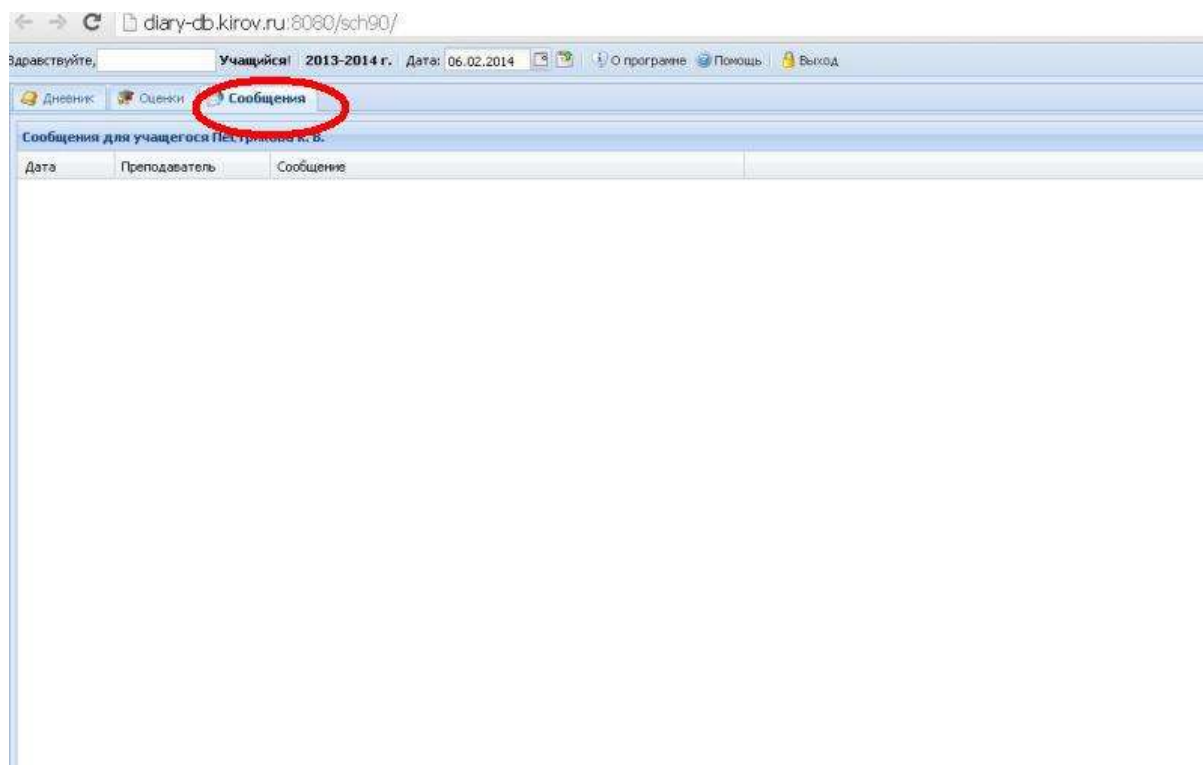 diary-db.kirov.ru:8080/sch90/
Здравствуйте, Учащийся! 2013-2014 г. Дата: 06.02.2014 О программе Помощь Выход
Дневник Оценки Сообщения
Сообщения для учащегося Пестрикова К. В.
Дата Преподаватель Сообщение